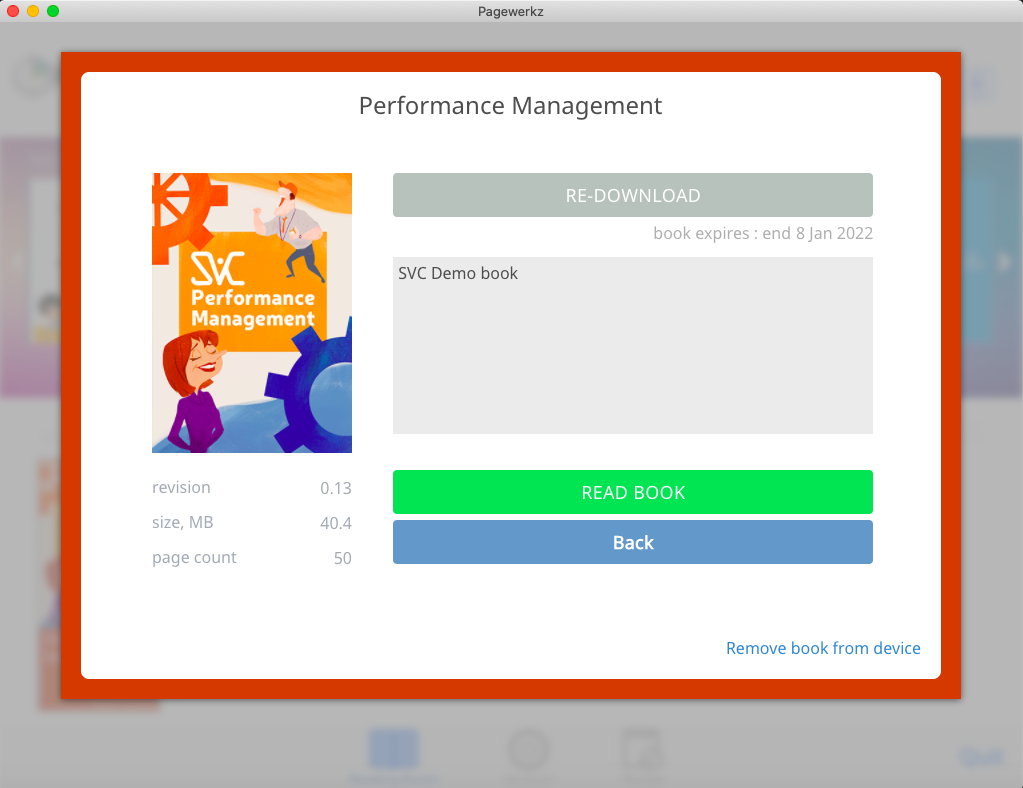 Pagewerkz
Performance Management
SVC
Performance
Management
revision 0.13
size, MB 40.4
page count 50
RE-DOWNLOAD
book expires : end 8 Jan 2022
SVC Demo book
READ BOOK
Back
Remove book from device
Quit